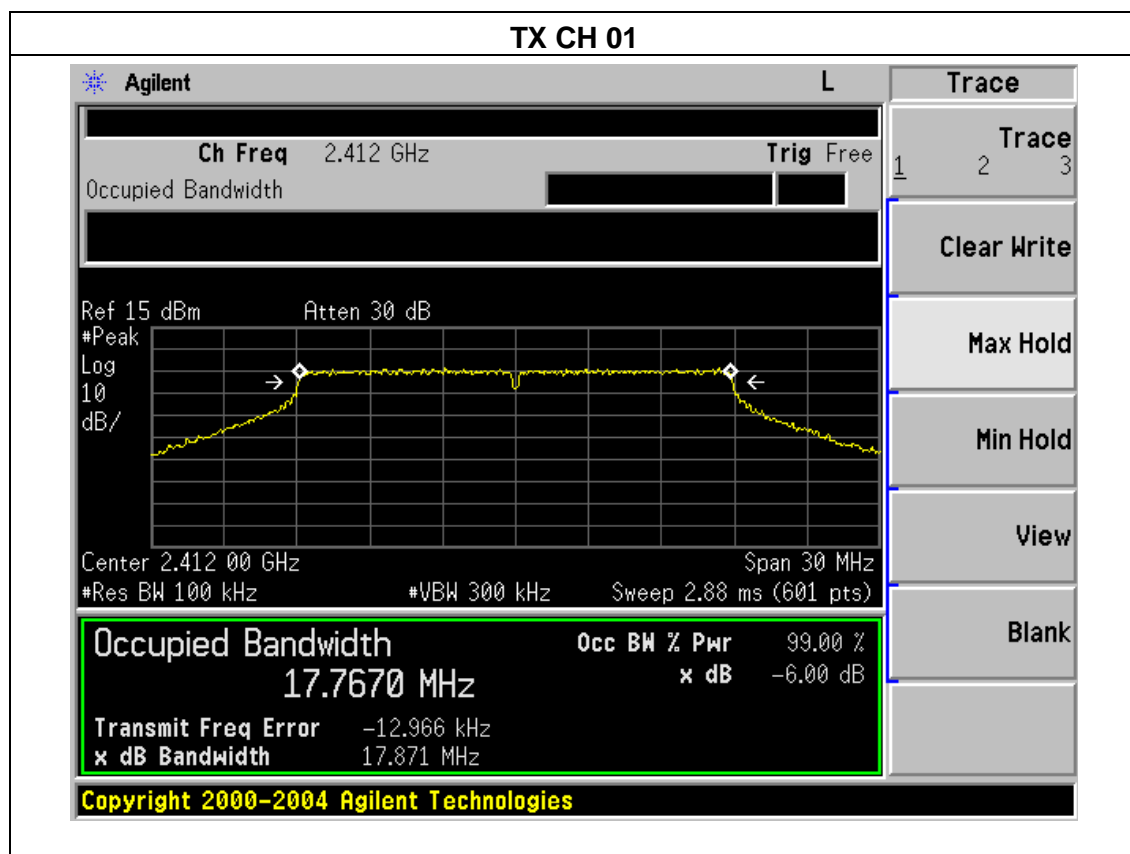 TX CH 01
Agilent L Trace
Ch Freq 2.412 GHz Trig Free
Occupied Bandwidth
Trace
1 2 3
Clear Write
Ref 15 dBm Atten 30 dB
#Peak
Log
10
dB/
Max Hold
Min Hold
View
Center 2.412 00 GHz Span 30 MHz
#Res BW 100 kHz #VBW 300 kHz Sweep 2.88 ms (601 pts)
Blank
Occupied Bandwidth Occ BW % Pwr 99.00 %
17.7670 MHz x dB -6.00 dB
Transmit Freq Error -12.966 kHz
x dB Bandwidth 17.871 MHz
Copyright 2000-2004 Agilent Technologies